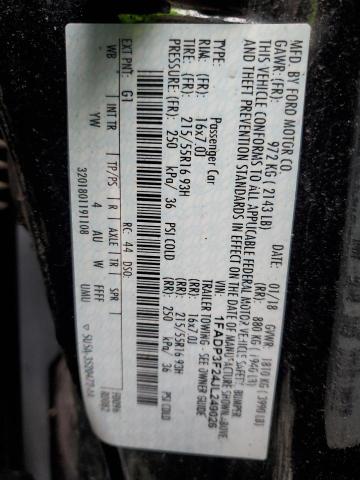 MFD. BY FORD MOTOR CO.
DATE: 01/18 GVWR: 1810 KG (3990 LB)
GAWR: (FR): 972 KG (2143 LB) (RR): 880 KG (1940 LB)
THIS VEHICLE CONFORMS TO ALL APPLICABLE FEDERAL MOTOR VEHICLE SAFETY, BUMPER
AND THEFT PREVENTION STANDARDS IN EFFECT ON THE DATE OF MANUFACTURE SHOWN ABOVE.
1FADP3F24JL249026
TYPE: Passenger Car TRAILER TOWING - SEE OWNERS GUIDE
RIM: (FR): 16x7.0J (RR): 16x7.0J
TIRE: (FR): 215/55R16 93H (RR): 215/55R16 93H
PRESSURE: (FR): 250 kPa/ 36 PSI COLD (RR): 250 kPa/ 36 PSI COLD
EXT PNT: G1 RC: 44 DSO:
WB INT TR TP/PS R AXLE TR SPR
YW 4 AU W FFFF UMU
3201801191108